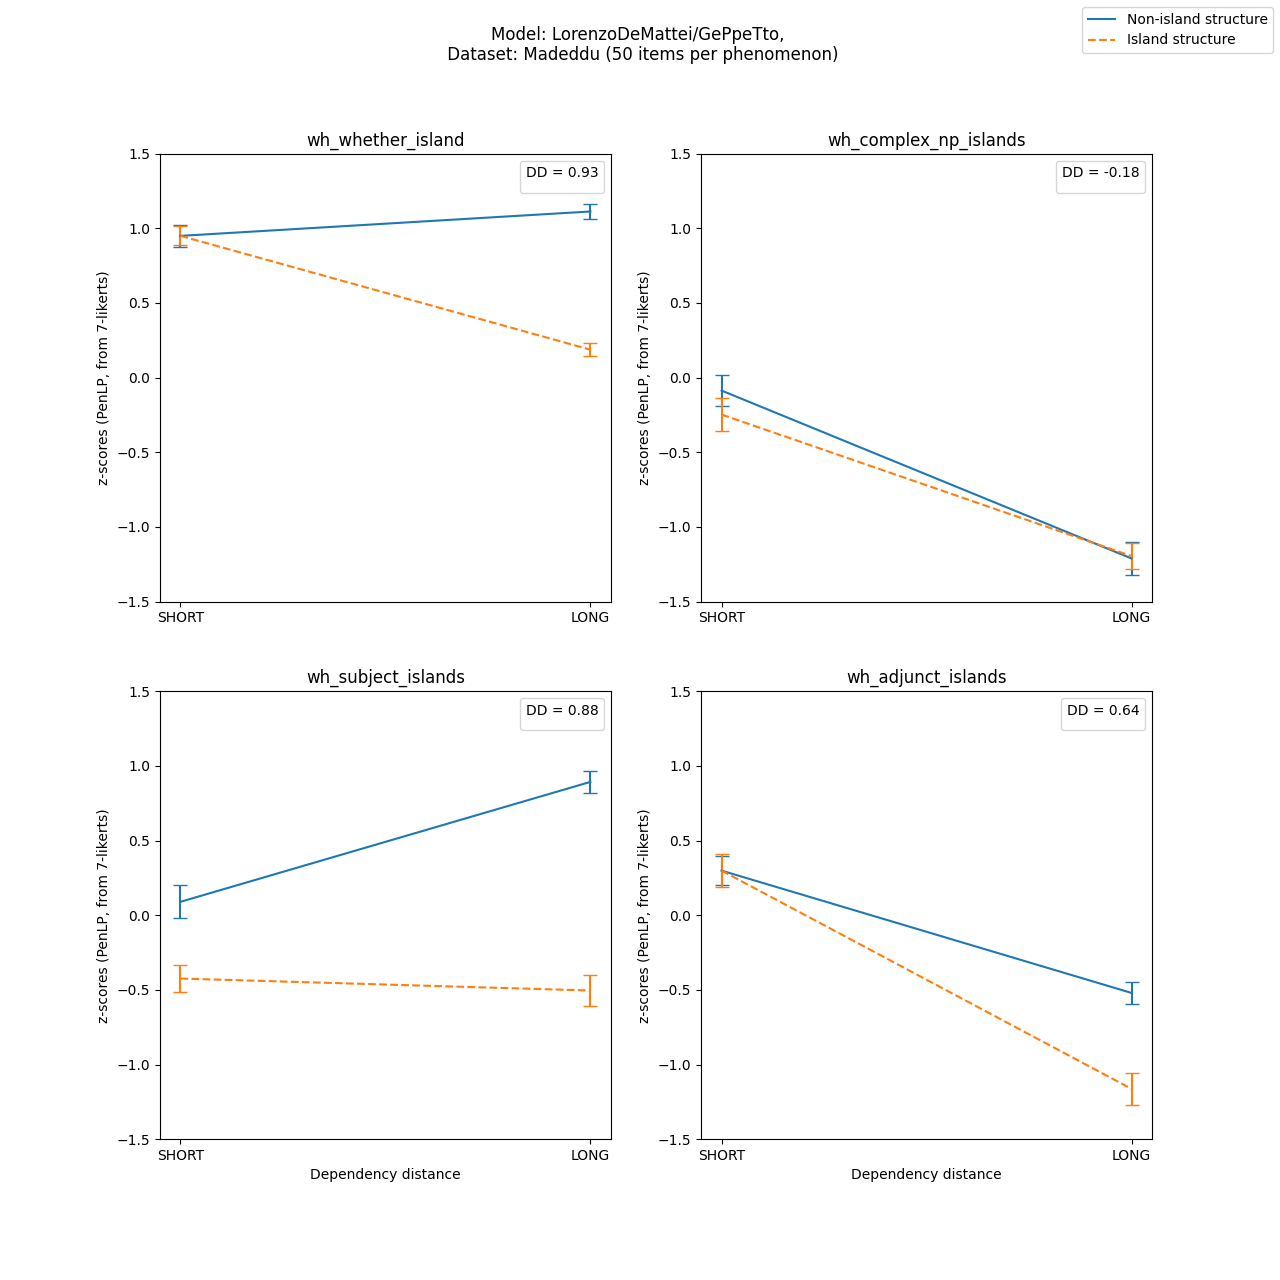 Model: LorenzoDeMattei/GePpeTto,
Dataset: Madeddu (50 items per phenomenon)
Non-island structure
Island structure
wh_whether_island
DD = 0.93
1.5
1.0
0.5
0.0
−0.5
−1.0
−1.5
z-scores (PenLP, from 7-likerts)
SHORT
LONG
wh_complex_np_islands
DD = -0.18
1.5
1.0
0.5
0.0
−0.5
−1.0
−1.5
z-scores (PenLP, from 7-likerts)
SHORT
LONG
wh_subject_islands
DD = 0.88
1.5
1.0
0.5
0.0
−0.5
−1.0
−1.5
z-scores (PenLP, from 7-likerts)
SHORT
LONG
Dependency distance
wh_adjunct_islands
DD = 0.64
1.5
1.0
0.5
0.0
−0.5
−1.0
−1.5
z-scores (PenLP, from 7-likerts)
SHORT
LONG
Dependency distance